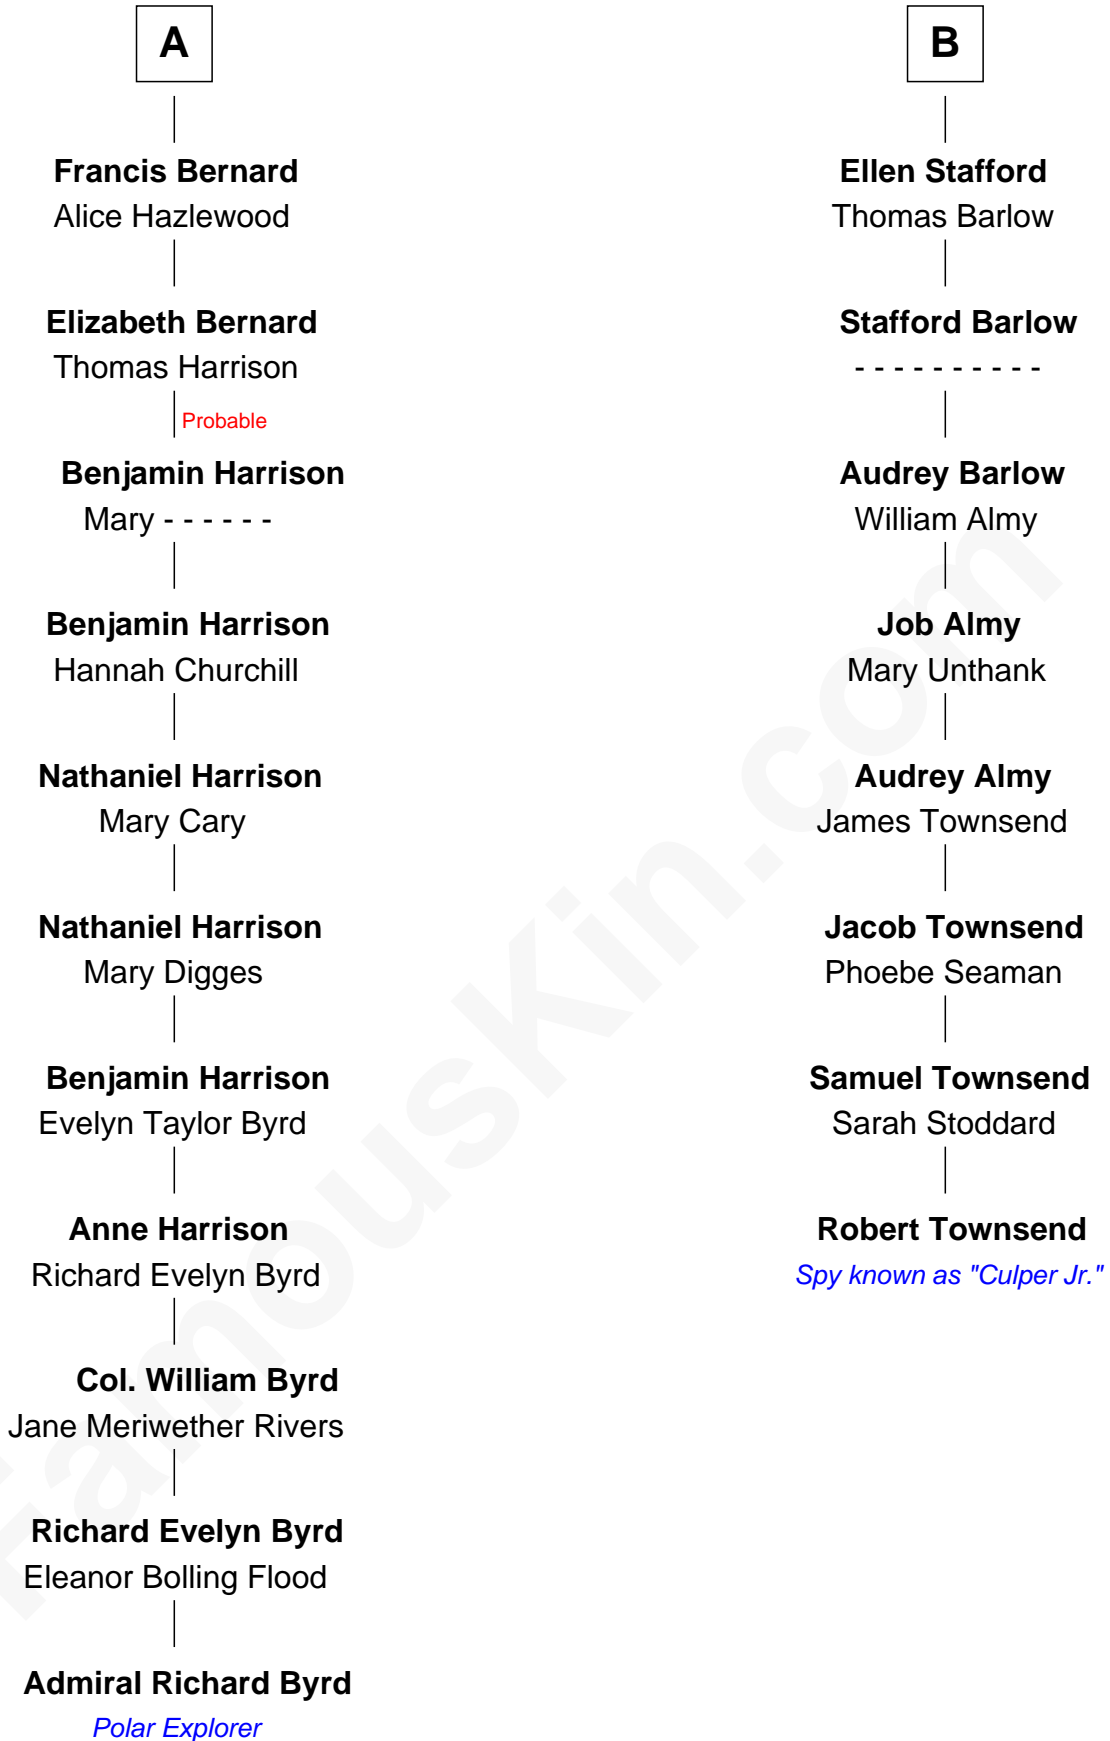 A
Francis Bernard
Alice Hazlewood
Elizabeth Bernard
Thomas Harrison
Probable
Benjamin Harrison
Mary - - - - - -
Benjamin Harrison
Hannah Churchill
Nathaniel Harrison
Mary Cary
Nathaniel Harrison
Mary Digges
Benjamin Harrison
Evelyn Taylor Byrd
Anne Harrison
Richard Evelyn Byrd
Col. William Byrd
Jane Meriwether Rivers
Richard Evelyn Byrd
Eleanor Bolling Flood
Admiral Richard Byrd
Polar Explorer
B
Ellen Stafford
Thomas Barlow
Stafford Barlow
- - - - - - - - - -
Audrey Barlow
William Almy
Job Almy
Mary Unthank
Audrey Almy
James Townsend
Jacob Townsend
Phoebe Seaman
Samuel Townsend
Sarah Stoddard
Robert Townsend
Spy known as "Culper Jr."
FamousKin.com